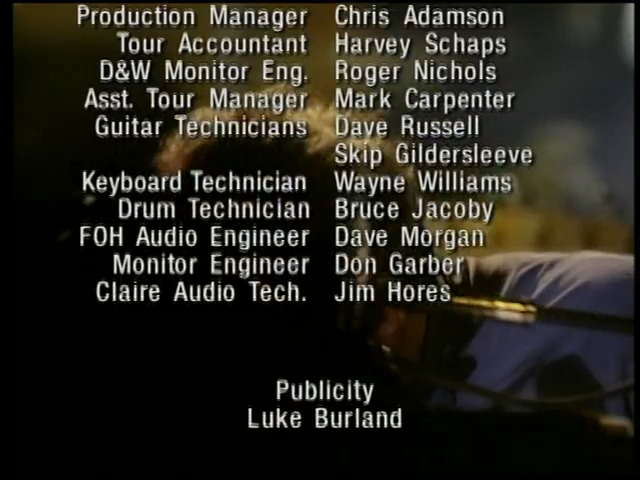 Production Manager Chris Adamson
Tour Accountant Harvey Schaps
D&W Monitor Eng. Roger Nichols
Asst. Tour Manager Mark Carpenter
Guitar Technicians Dave Russell
Skip Gildersleeve
Keyboard Technician Wayne Williams
Drum Technician Bruce Jacoby
FOH Audio Engineer Dave Morgan
Monitor Engineer Don Garber
Claire Audio Tech. Jim Hores
Publicity
Luke Burland